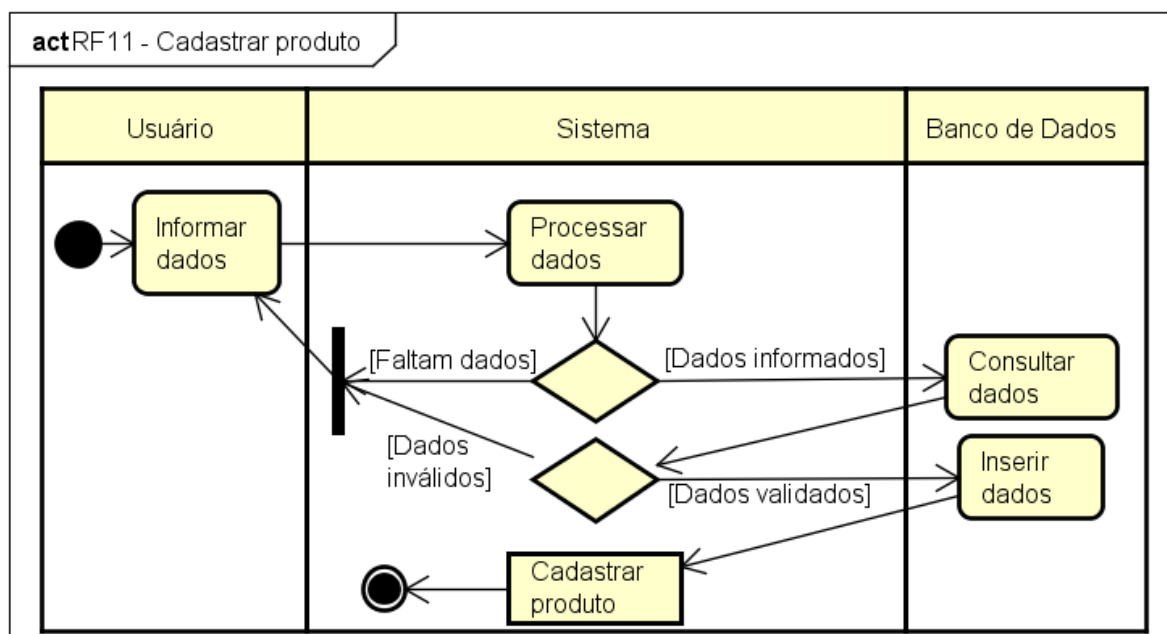 act RF11 - Cadastrar produto
Usuário
Sistema
Banco de Dados
Informar
dados
Processar
dados
[Faltam dados]
[Dados informados]
Consultar
dados
[Dados
inválidos]
[Dados validados]
Inserir
dados
Cadastrar
produto